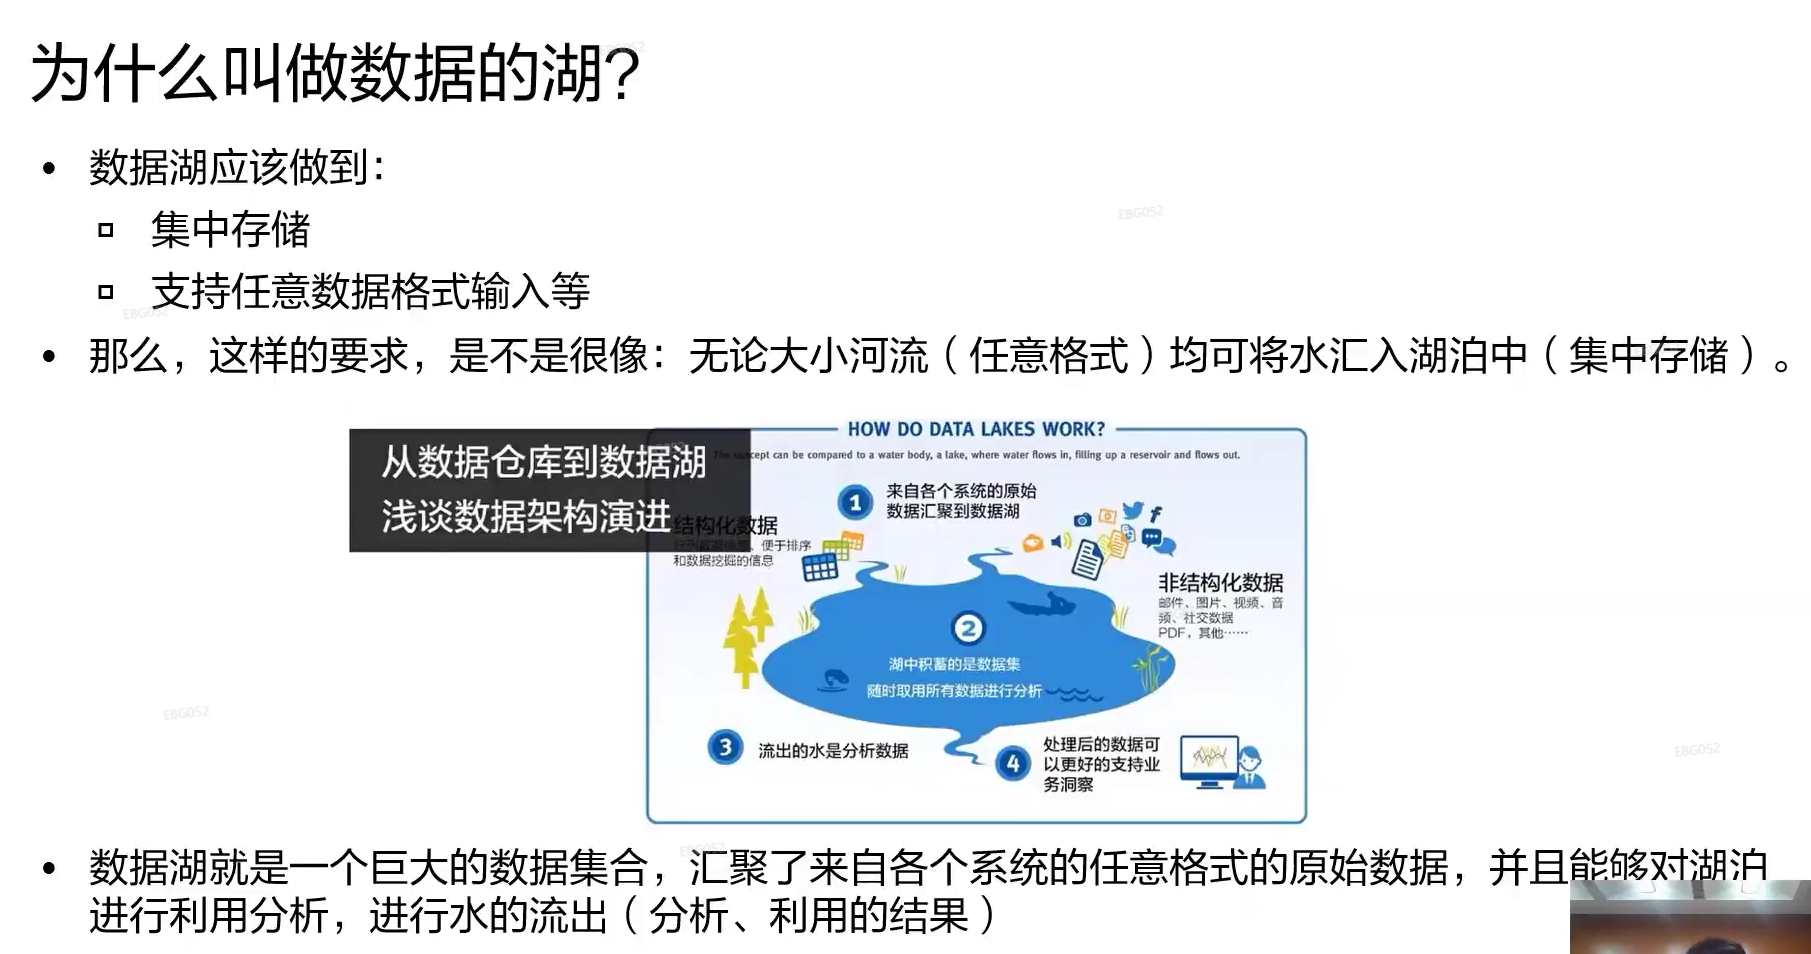 为什么叫做数据的湖？
EBG052
• 数据湖应该做到：
EBG052
▫ 集中存储
▫ 支持任意数据格式输入等
EBG052
• 那么，这样的要求，是不是很像：无论大小河流（任意格式）均可将水汇入湖泊中（集中存储）。
HOW DO DATA LAKES WORK?
从数据仓库到数据湖
浅谈数据架构演进
cept can be compared to a water body, a lake, where water flows in, filling up a reservoir and flows out.
1
来自各个系统的原始
数据汇聚到数据湖
结构化数据
便于排序
和数据挖掘的信息
非结构化数据
邮件、图片、视频、音
频、社交数据
PDF，其他……
2
湖中积蓄的是数据集
随时取用所有数据进行分析
EBG052
3
流出的水是分析数据
4
处理后的数据可
以更好的支持业
务洞察
EBG052
EBG052
• 数据湖就是一个巨大的数据集合，汇聚了来自各个系统的任意格式的原始数据，并且能够对湖泊
进行利用分析，进行水的流出（分析、利用的结果）